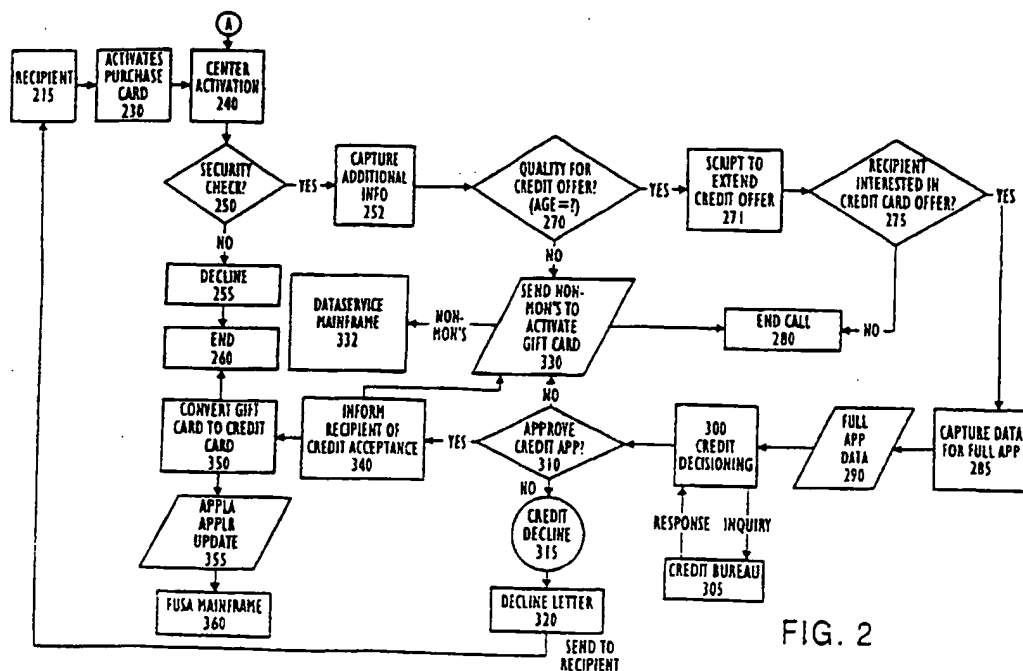 A
RECIPIENT
215
ACTIVATES
PURCHASE
CARD
230
CENTER
ACTIVATION
240
SECURITY
CHECK?
250
YES
CAPTURE
ADDITIONAL
INFO
252
QUALITY FOR
CREDIT OFFER?
(AGE=?)
270
YES
SCRIPT TO
EXTEND
CREDIT OFFER
271
RECIPIENT
INTERESTED IN
CREDIT CARD OFFER?
275
YES
NO
DECLINE
255
END
260
DATASERVICE
MAINFRAME
332
NON-
MON'S
NO
SEND NON-
MON'S TO
ACTIVATE
GIFT CARD
330
END CALL
280
NO
CONVERT GIFT
CARD TO CREDIT
CARD
350
INFORM
RECIPIENT OF
CREDIT ACCEPTANCE
340
YES
NO
APPROVE
CREDIT APP?
310
300
CREDIT
DECISIONING
FULL
APP
DATA
290
CAPTURE DATA
FOR FULL APP
285
APPLA
APPLR
UPDATE
355
NO
CREDIT
DECLINE
315
RESPONSE INQUIRY
CREDIT BUREAU
305
FUSA MAINFRAME
360
DECLINE LETTER
320
SEND TO
RECIPIENT
FIG. 2